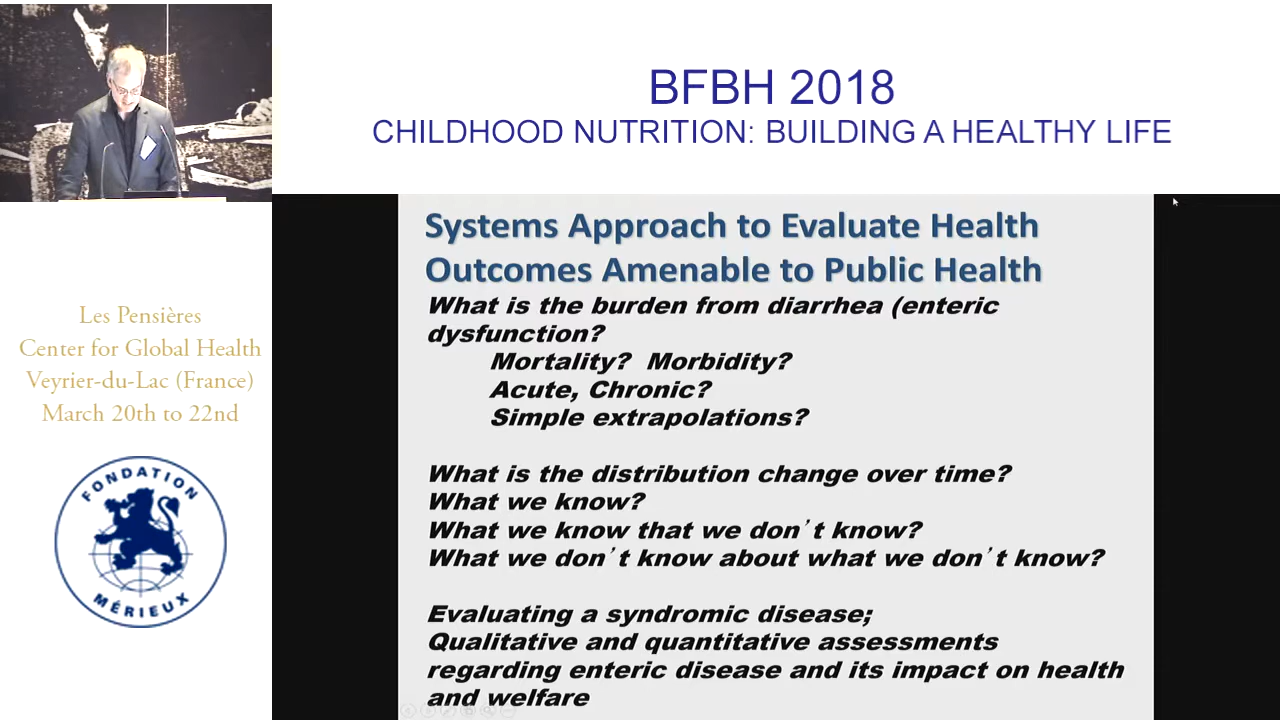 BFBH 2018
CHILDHOOD NUTRITION: BUILDING A HEALTHY LIFE
Systems Approach to Evaluate Health
Outcomes Amenable to Public Health
What is the burden from diarrhea (enteric
dysfunction?
Mortality? Morbidity?
Acute, Chronic?
Simple extrapolations?
What is the distribution change over time?
What we know?
What we know that we don't know?
What we don't know about what we don't know?
Evaluating a syndromic disease;
Qualitative and quantitative assessments
regarding enteric disease and its impact on health
and welfare
Les Pensières
Center for Global Health
Veyrier-du-Lac (France)
March 20th to 22nd
FONDATION
MÉRIEUX